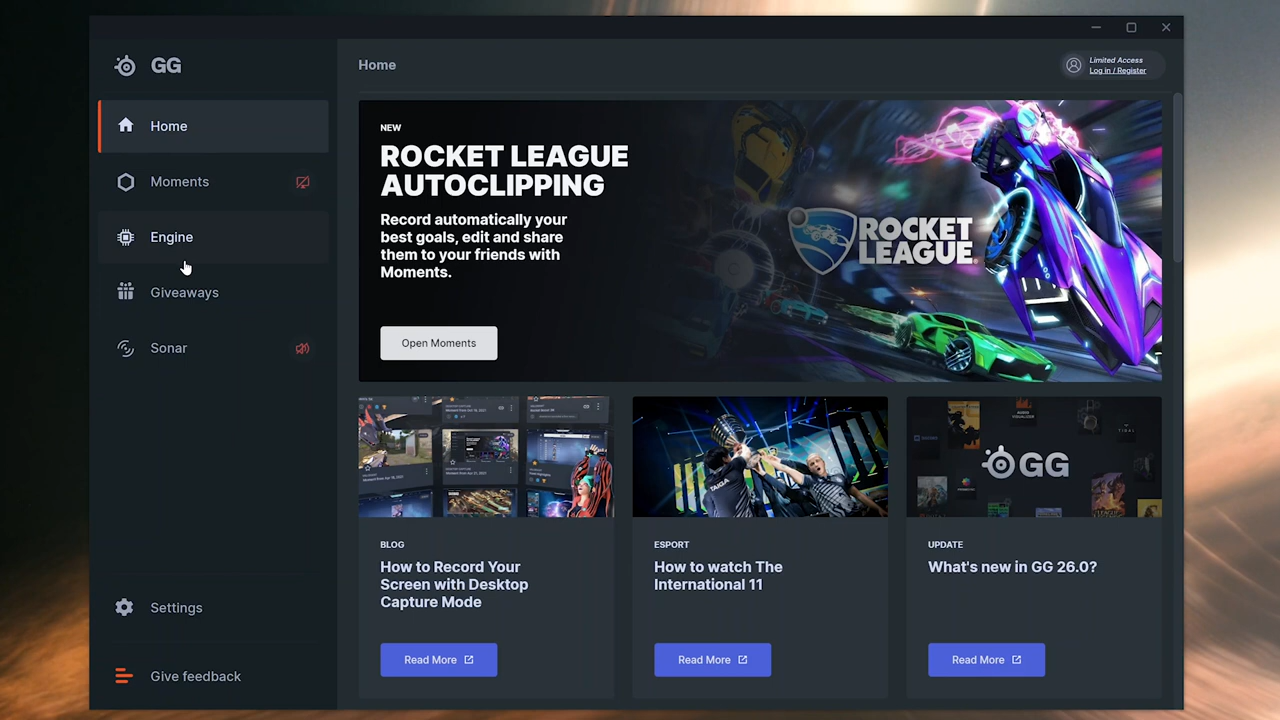 GG
Home
Moments
Engine
Giveaways
Sonar
Settings
Give feedback
Home
Limited Access
Log in / Register
NEW
ROCKET LEAGUE
AUTOCLIPPING
Record automatically your
best goals, edit and share
them to your friends with
Moments.
Open Moments
ROCKET
LEAGUE
BLOG
How to Record Your
Screen with Desktop
Capture Mode
Read More
TAIGA
ESPORT
How to watch The
International 11
Read More
GG
UPDATE
What's new in GG 26.0?
Read More